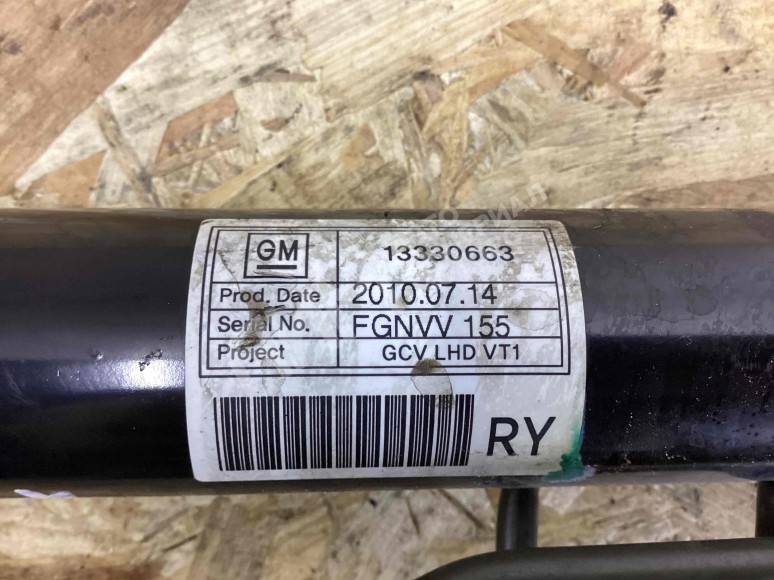 GM 13330663
Prod. Date 2010.07.14
Serial No. FGNVV 155
Project GCV LHD VT1
RY